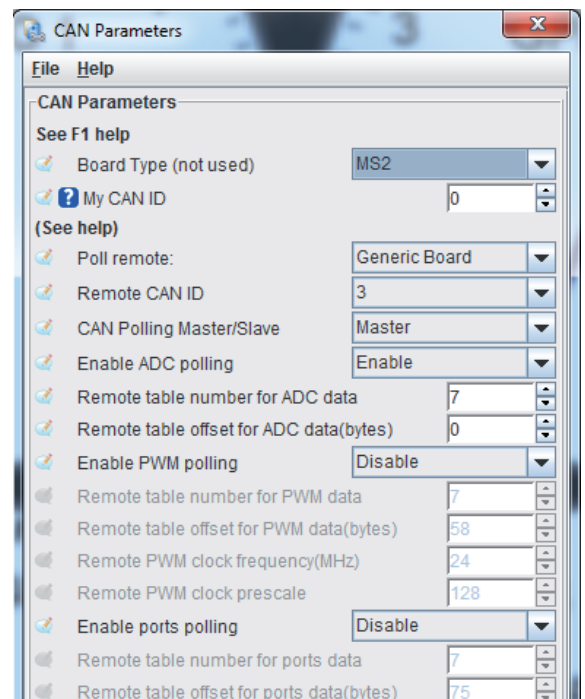 CAN Parameters
File Help
CAN Parameters
See F1 help
Board Type (not used) MS2
? My CAN ID 0
(See help)
Poll remote: Generic Board
Remote CAN ID 3
CAN Polling Master/Slave Master
Enable ADC polling Enable
Remote table number for ADC data 7
Remote table offset for ADC data(bytes) 0
Enable PWM polling Disable
Remote table number for PWM data 7
Remote table offset for PWM data(bytes) 58
Remote PWM clock frequency(MHz) 24
Remote PWM clock prescale 128
Enable ports polling Disable
Remote table number for ports data 7
Remote table offset for ports data(bytes) 75